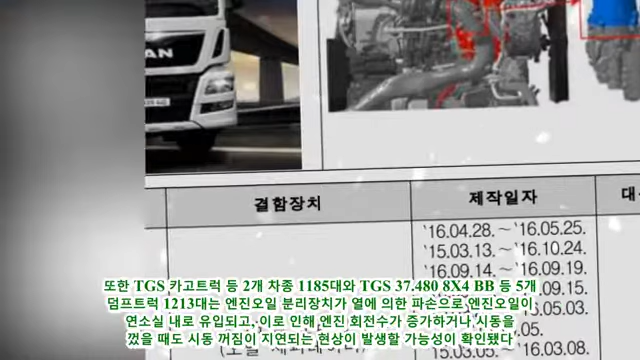 MAN
결함장치
제작일자
대
'16.04.28.~'16.05.25.
'15.03.13.~'16.10.24.
'16.09.14.~'16.09.19.
또한 TGS 카고트럭 등 2개 차종 1185대와 TGS 37.480 8X4 BB 등 5개
덤프트럭 1213대는 엔진오일 분리장치가 열에 의한 파손으로 엔진오일이
연소실 내로 유입되고, 이로 인해 엔진 회전수가 증가하거나 시동을
껐을 때도 시동 꺼짐이 지연되는 현상이 발생할 가능성이 확인됐다